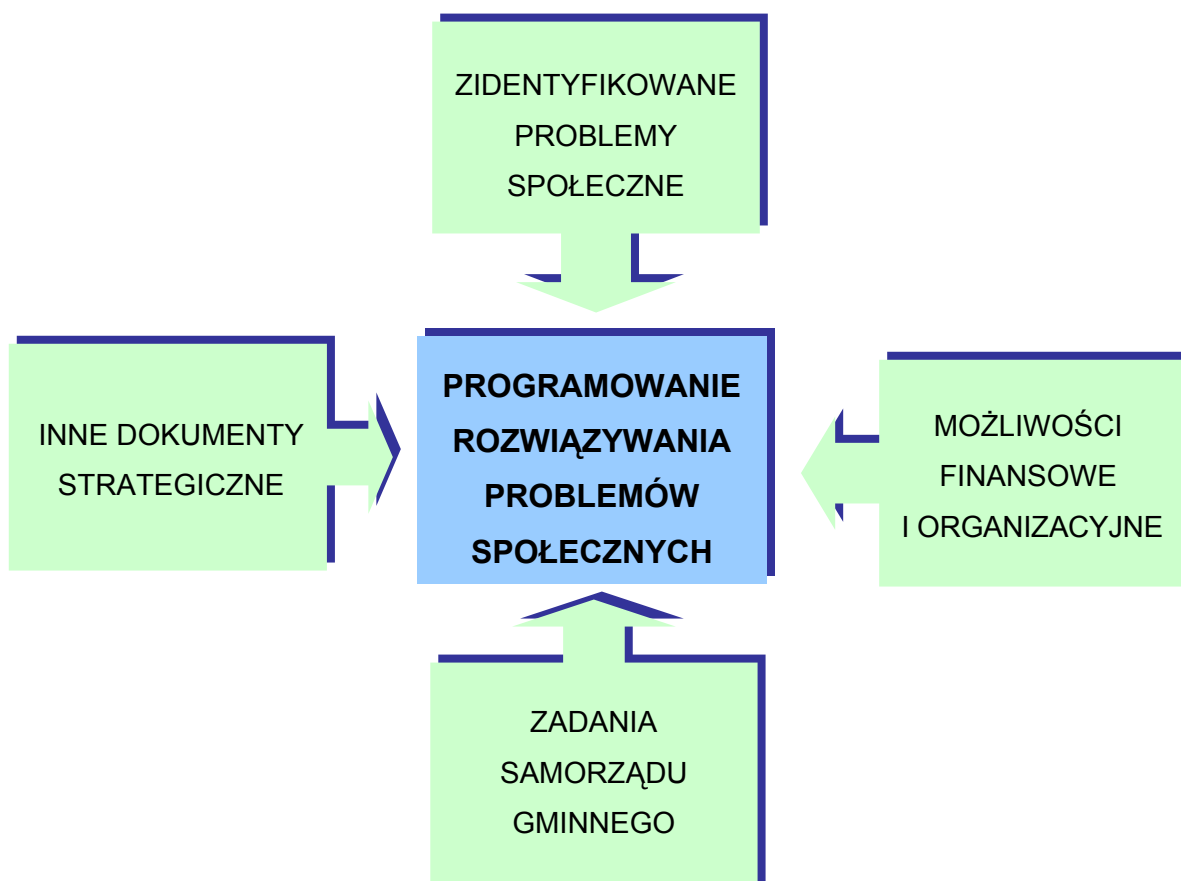 ZIDENTYFIKOWANE
PROBLEMY
SPOŁECZNE
INNE DOKUMENTY
STRATEGICZNE
PROGRAMOWANIE
ROZWIĄZYWANIA
PROBLEMÓW
SPOŁECZNYCH
MOŻLIWOŚCI
FINANSOWE
I ORGANIZACYJNE
ZADANIA
SAMORZĄDU
GMINNEGO